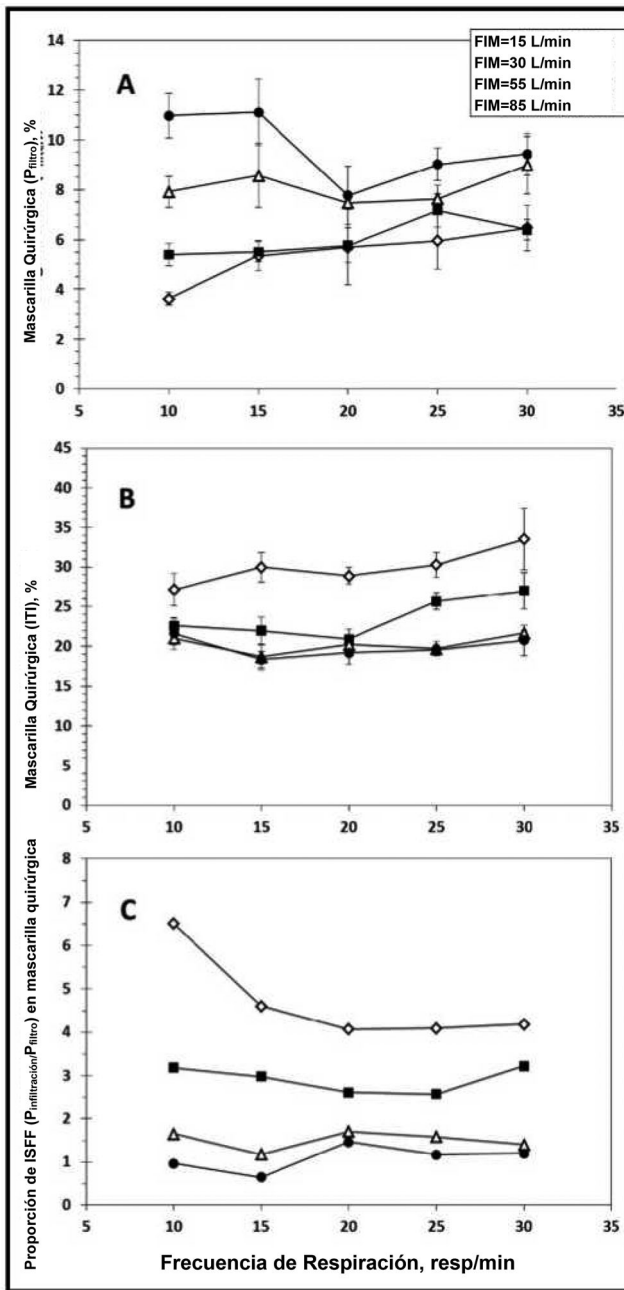 FIM=15 L/min
FIM=30 L/min
FIM=55 L/min
FIM=85 L/min
A
Mascarilla Quirúrgica (Pfiltro), %
14
12
10
8
6
4
2
0
5 10 15 20 25 30 35
B
Mascarilla Quirúrgica (ITI), %
45
40
35
30
25
20
15
10
5
0
5 10 15 20 25 30 35
C
Proporción de ISFF (Pinfiltración/Pfiltro) en mascarilla quirúrgica
8
7
6
5
4
3
2
1
0
5 10 15 20 25 30 35
Frecuencia de Respiración, resp/min